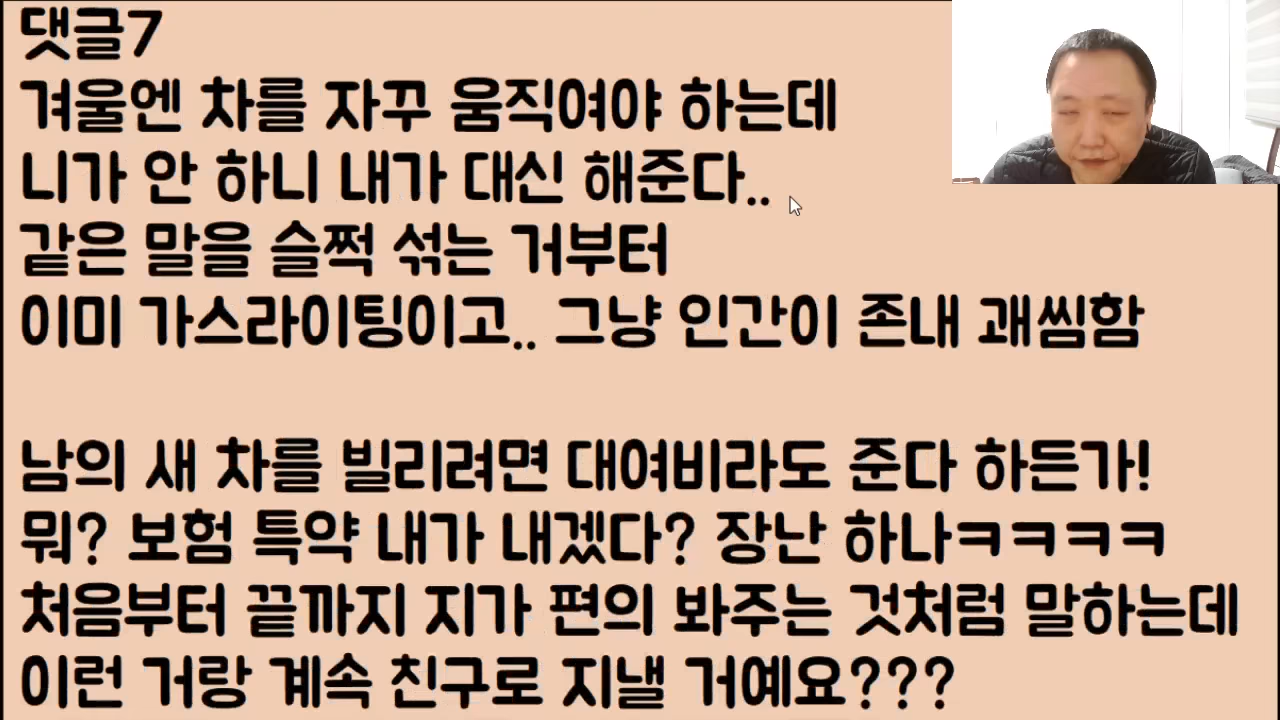 댓글7
겨울엔 차를 자꾸 움직여야 하는데
니가 안 하니 내가 대신 해준다..
같은 말을 슬쩍 섞는 거부터
이미 가스라이팅이고.. 그냥 인간이 존내 괘씸함
남의 새 차를 빌리려면 대여비라도 준다 하든가!
뭐? 보험 특약 내가 내겠다? 장난 하나ㅋㅋㅋㅋ
처음부터 끝까지 지가 편의 봐주는 것처럼 말하는데
이런 거랑 계속 친구로 지낼 거예요???